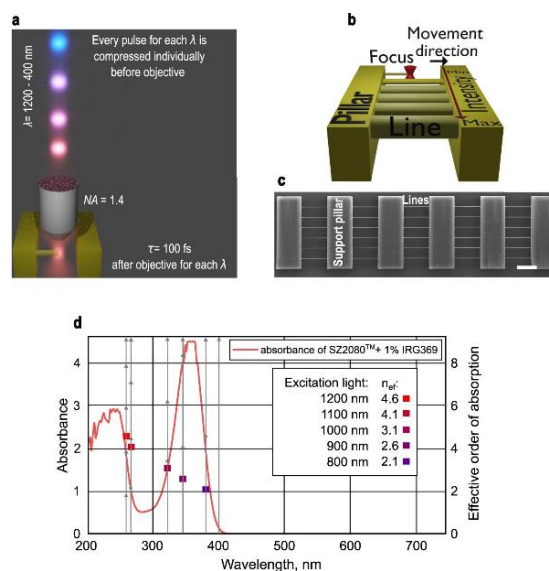 a
Every pulse for each λ is
compressed individually
before objective
λ= 1200 - 400 nm
NA = 1.4
τ = 100 fs
after objective for each λ
b
Movement
direction
Focus
Pillar
Min
Intensity
Max
Line
c
Lines
Support pillar
d
absorbance of SZ2080™+ 1% IRG369
Excitation light: nef:
1200 nm 4.6
1100 nm 4.1
1000 nm 3.1
900 nm 2.6
800 nm 2.1
Absorbance
4
3
2
1
0
Effective order of absorption
8
6
4
2
0
200 300 400 500 600 700
Wavelength, nm